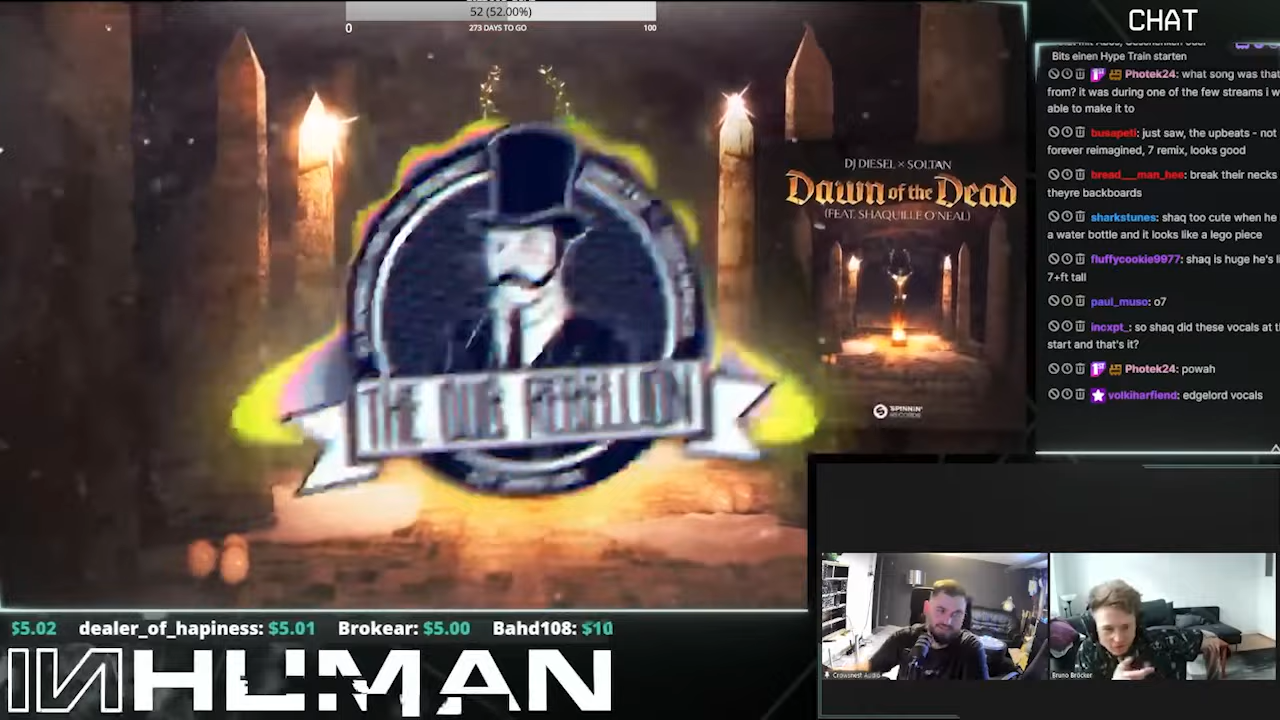 52 (52.00%)
0
273 DAYS TO GO
100
DJ DIESEL × SOLTAN
DAWN OF THE DEAD
(FEAT. SHAQUILLE O'NEAL)
SPINNIN'
RECORDS
THE DUB REBELLION
CHAT
Bits einen Hype Train starten
Photek24: what song was that
from? it was during one of the few streams i w
able to make it to
busapeti: just saw, the upbeats - not
forever reimagined, 7 remix, looks good
bread__man_hee: break their necks
theyre backboards
sharkstunes: shaq too cute when he
a water bottle and it looks like a lego piece
fluffycookie9977: shaq is huge he's li
7+ft tall
paul_muso: o7
incxpt_: so shaq did these vocals at t
start and that's it?
Photek24: powah
volkiharfiend: edgelord vocals
$5.02 dealer_of_hapiness: $5.01 Brokear: $5.00 Bahd108: $10
INHUMAN
Crowsnest Audio
Bruno Bröcker